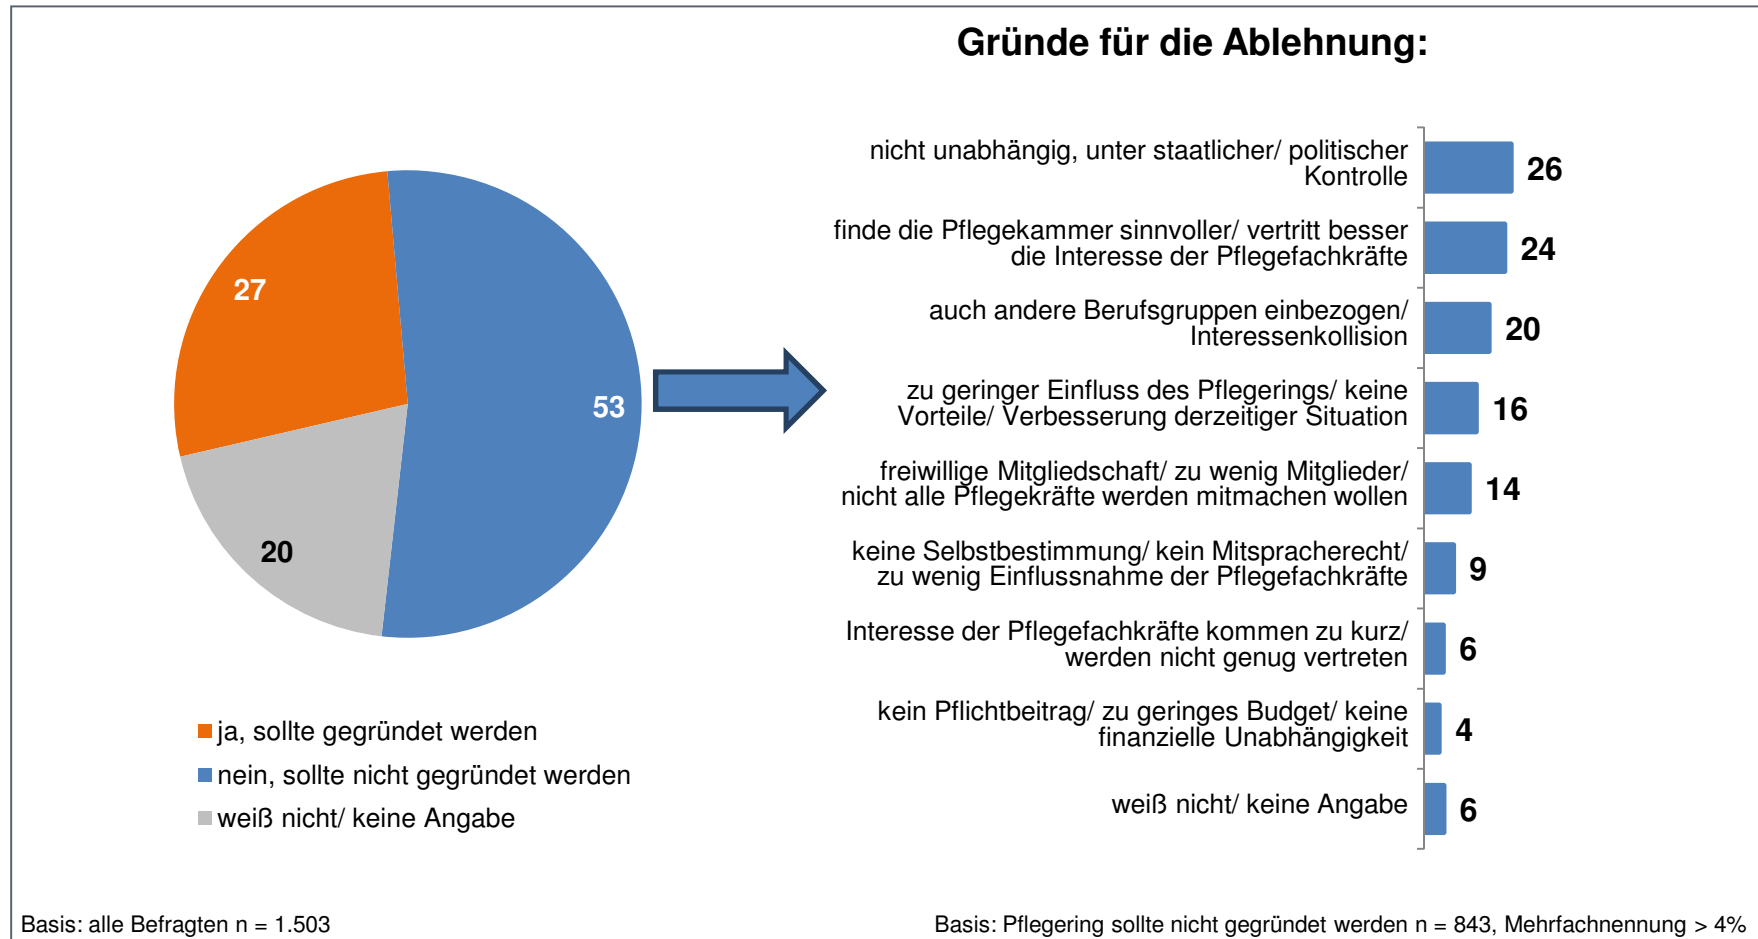 Gründe für die Ablehnung:
27
53
20
ja, sollte gegründet werden
nein, sollte nicht gegründet werden
weiß nicht/ keine Angabe
nicht unabhängig, unter staatlicher/ politischer
Kontrolle
26
finde die Pflegekammer sinnvoller/ vertritt besser
die Interesse der Pflegefachkräfte
24
auch andere Berufsgruppen einbezogen/
Interessenkollision
20
zu geringer Einfluss des Pflegerings/ keine
Vorteile/ Verbesserung derzeitiger Situation
16
freiwillige Mitgliedschaft/ zu wenig Mitglieder/
nicht alle Pflegekräfte werden mitmachen wollen
14
keine Selbstbestimmung/ kein Mitspracherecht/
zu wenig Einflussnahme der Pflegefachkräfte
9
Interesse der Pflegefachkräfte kommen zu kurz/
werden nicht genug vertreten
6
kein Pflichtbeitrag/ zu geringes Budget/ keine
finanzielle Unabhängigkeit
4
weiß nicht/ keine Angabe
6
Basis: alle Befragten n = 1.503
Basis: Pflegering sollte nicht gegründet werden n = 843, Mehrfachnennung > 4%